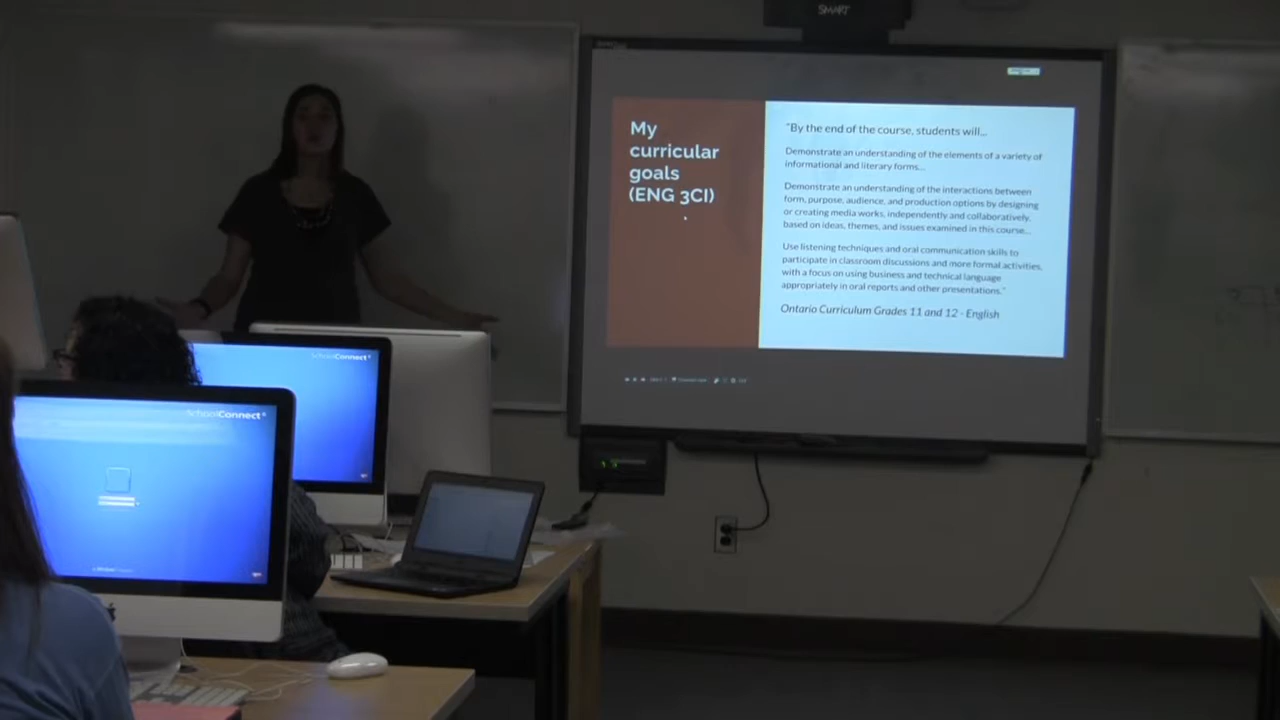 SMART
My
curricular
goals
(ENG 3CI)
"By the end of the course, students will...
Demonstrate an understanding of the elements of a variety of
informational and literary forms...
Demonstrate an understanding of the interactions between
form, purpose, audience, and production options by designing
or creating media works, independently and collaboratively,
based on ideas, themes, and issues examined in this course...
Use listening techniques and oral communication skills to
participate in classroom discussions and more formal activities,
with a focus on using business and technical language
appropriately in oral reports and other presentations."
Ontario Curriculum Grades 11 and 12 - English
SchoolConnect
SchoolConnect